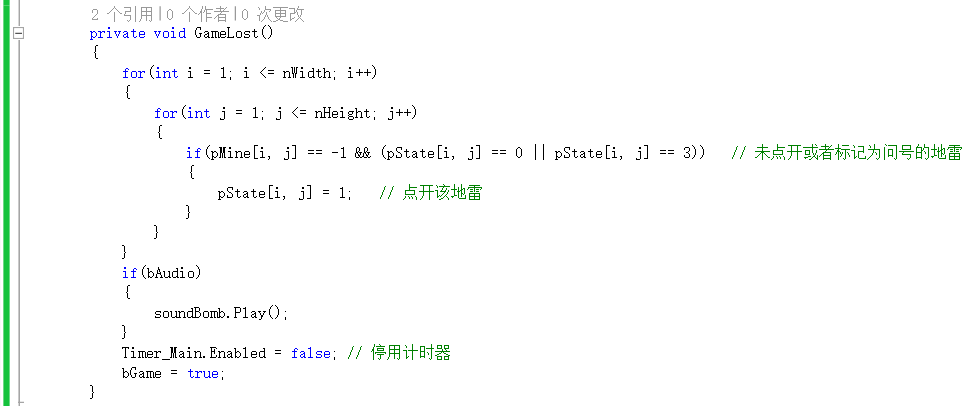 2 个引用|0 个作者|0 次更改
private void GameLost()
{
for(int i = 1; i <= nWidth; i++)
{
for(int j = 1; j <= nHeight; j++)
{
if(pMine[i, j] == -1 && (pState[i, j] == 0 || pState[i, j] == 3)) // 未点开或者标记为问号的地雷
{
pState[i, j] = 1; // 点开该地雷
}
}
}
if(bAudio)
{
soundBomb.Play();
}
Timer_Main.Enabled = false; // 停用计时器
bGame = true;
}